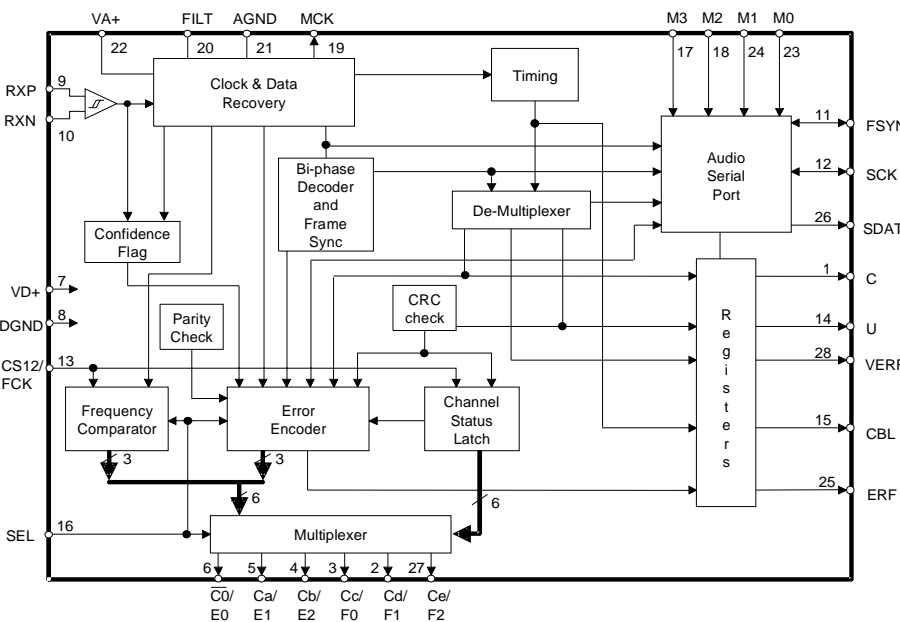 VA+ FILT AGND MCK M3 M2 M1 M0
22 20 21 19 17 18 24 23
RXP 9
RXN 10
Clock & Data
Recovery
Timing
Audio
Serial
Port
11 FSYN
12 SCK
26 SDAT
Bi-phase
Decoder
and
Frame
Sync
De-Multiplexer
Confidence
Flag
VD+ 7
DGND 8
CS12/
FCK
13
Parity
Check
CRC
check
Registers
1 C
14 U
28 VERF
15 CBL
25 ERF
Frequency
Comparator
Error
Encoder
Channel
Status
Latch
3 3
6 6
SEL 16
Multiplexer
6 5 4 3 2 27
C0/ Ca/ Cb/ Cc/ Cd/ Ce/
E0 E1 E2 F0 F1 F2